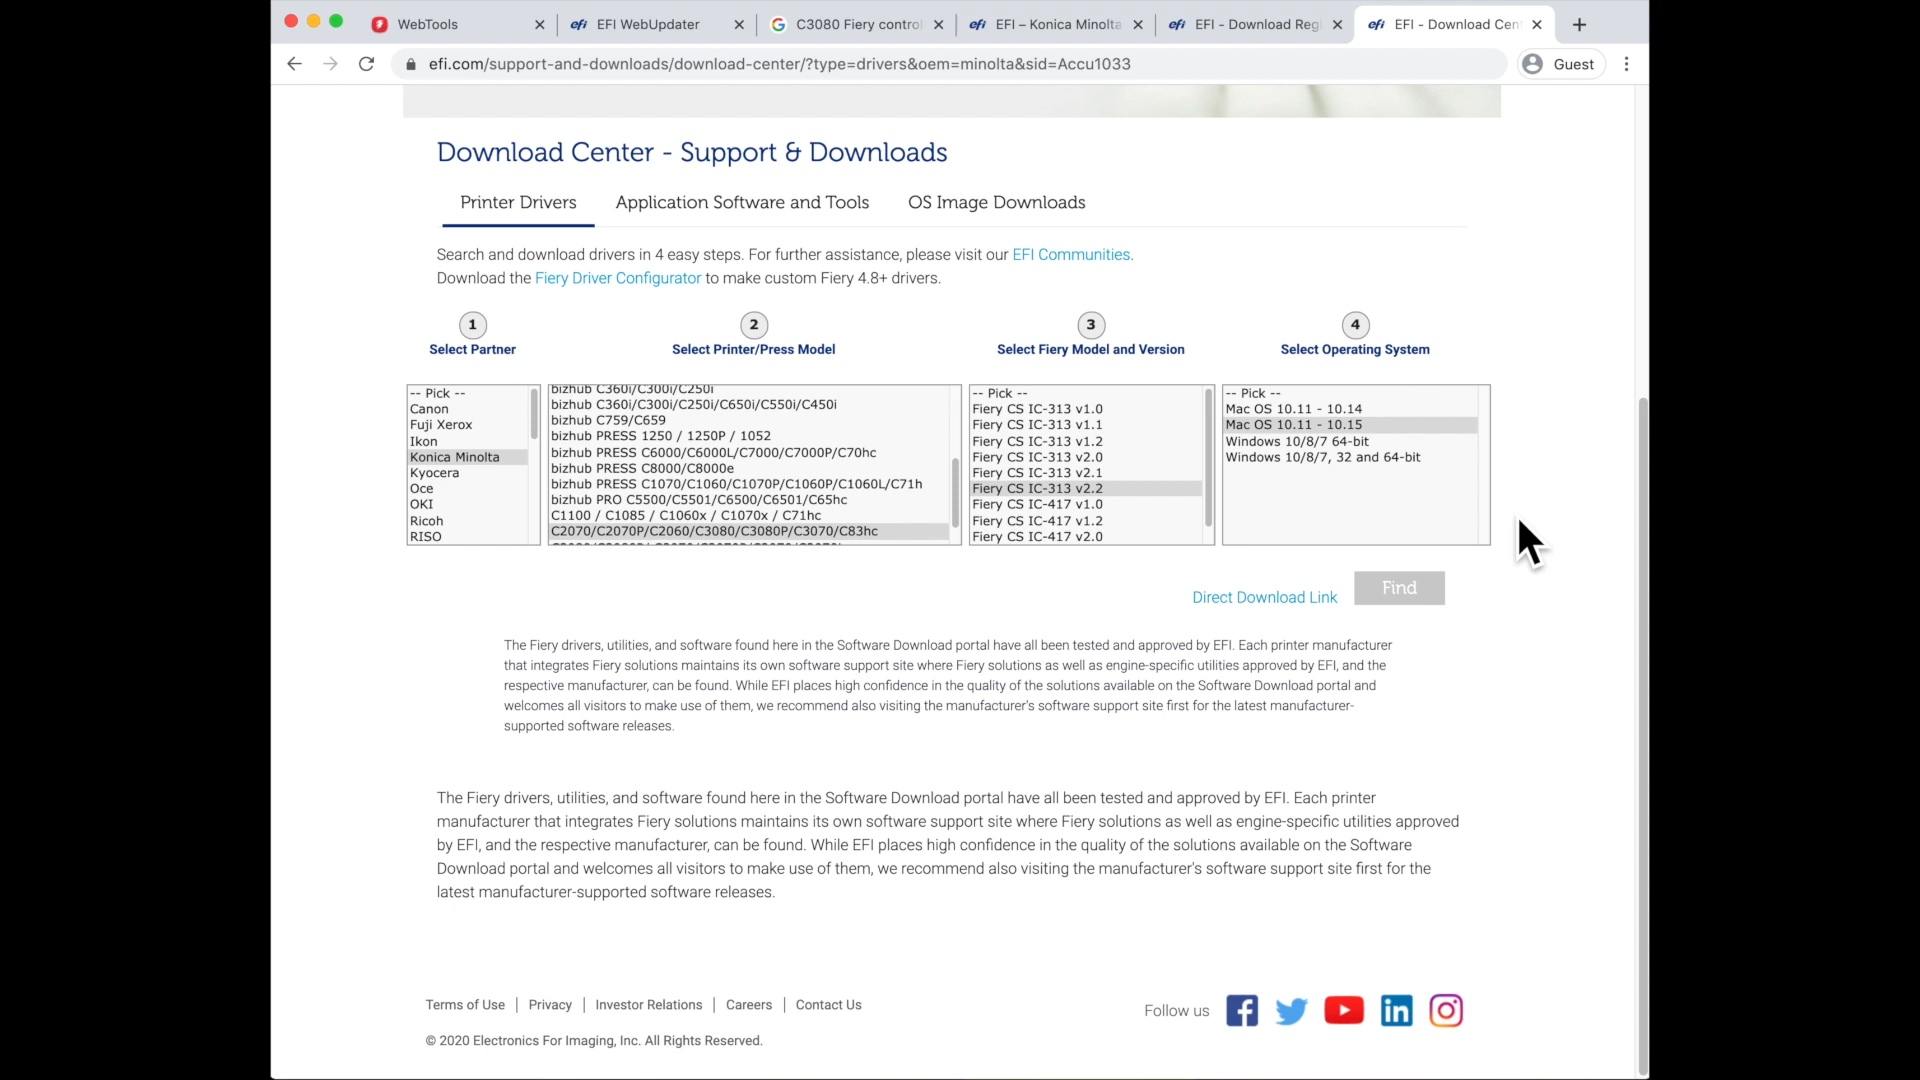 WebTools
efi EFI WebUpdater
C3080 Fiery control
efi EFI – Konica Minolta
efi EFI - Download Reg
efi EFI - Download Cen
efi.com/support-and-downloads/download-center/?type=drivers&oem=minolta&sid=Accu1033
Guest
Download Center - Support & Downloads
Printer Drivers Application Software and Tools OS Image Downloads
Search and download drivers in 4 easy steps. For further assistance, please visit our EFI Communities.
Download the Fiery Driver Configurator to make custom Fiery 4.8+ drivers.
1
Select Partner
2
Select Printer/Press Model
3
Select Fiery Model and Version
4
Select Operating System
-- Pick --
Canon
Fuji Xerox
Ikon
Konica Minolta
Kyocera
Oce
OKI
Ricoh
RISO
bizhub C360i/C300i/C250i
bizhub C360i/C300i/C250i/C650i/C550i/C450i
bizhub C759/C659
bizhub PRESS 1250 / 1250P / 1052
bizhub PRESS C6000/C6000L/C7000/C7000P/C70hc
bizhub PRESS C8000/C8000e
bizhub PRESS C1070/C1060/C1070P/C1060P/C1060L/C71h
bizhub PRO C5500/C5501/C6500/C6501/C65hc
C1100 / C1085 / C1060x / C1070x / C71hc
C2070/C2070P/C2060/C3080/C3080P/C3070/C83hc
-- Pick --
Fiery CS IC-313 v1.0
Fiery CS IC-313 v1.1
Fiery CS IC-313 v1.2
Fiery CS IC-313 v2.0
Fiery CS IC-313 v2.1
Fiery CS IC-313 v2.2
Fiery CS IC-417 v1.0
Fiery CS IC-417 v1.2
Fiery CS IC-417 v2.0
-- Pick --
Mac OS 10.11 - 10.14
Mac OS 10.11 - 10.15
Windows 10/8/7 64-bit
Windows 10/8/7, 32 and 64-bit
Direct Download Link
Find
The Fiery drivers, utilities, and software found here in the Software Download portal have all been tested and approved by EFI. Each printer manufacturer
that integrates Fiery solutions maintains its own software support site where Fiery solutions as well as engine-specific utilities approved by EFI, and the
respective manufacturer, can be found. While EFI places high confidence in the quality of the solutions available on the Software Download portal and
welcomes all visitors to make use of them, we recommend also visiting the manufacturer's software support site first for the latest manufacturer-
supported software releases.
The Fiery drivers, utilities, and software found here in the Software Download portal have all been tested and approved by EFI. Each printer
manufacturer that integrates Fiery solutions maintains its own software support site where Fiery solutions as well as engine-specific utilities approved
by EFI, and the respective manufacturer, can be found. While EFI places high confidence in the quality of the solutions available on the Software
Download portal and welcomes all visitors to make use of them, we recommend also visiting the manufacturer's software support site first for the
latest manufacturer-supported software releases.
Terms of Use | Privacy | Investor Relations | Careers | Contact Us
Follow us
© 2020 Electronics For Imaging, Inc. All Rights Reserved.